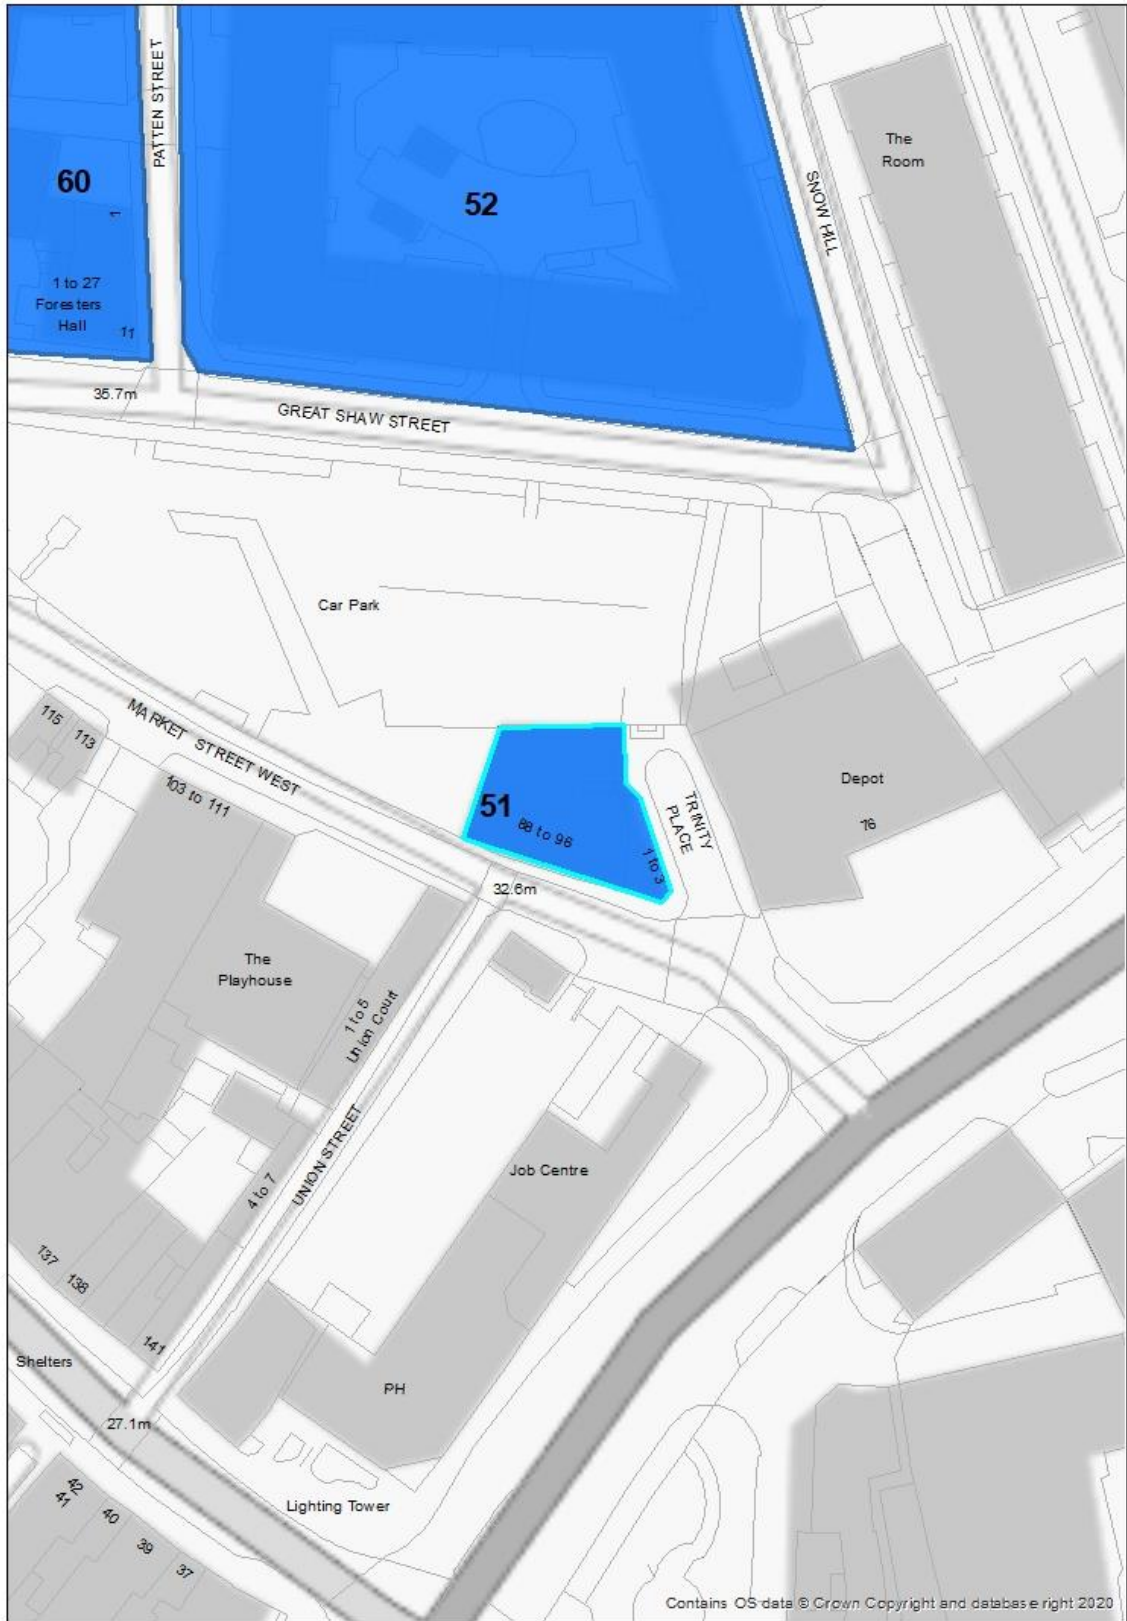 PATTEN STREET
60
1
1 to 27
Foresters
Hall
11
52
SNOW HILL
The
Room
35.7m
GREAT SHAW STREET
Car Park
MARKET STREET WEST
115
113
103 to 111
51
88 to 96
1 to 3
TRINITY
PLACE
Depot
76
32.6m
The
Playhouse
1 to 5
Union Court
UNION STREET
4 to 7
Job Centre
137
138
141
Shelters
PH
27.1m
Lighting Tower
42
41
40
39
37
Contains OS data © Crown Copyright and database right 2020